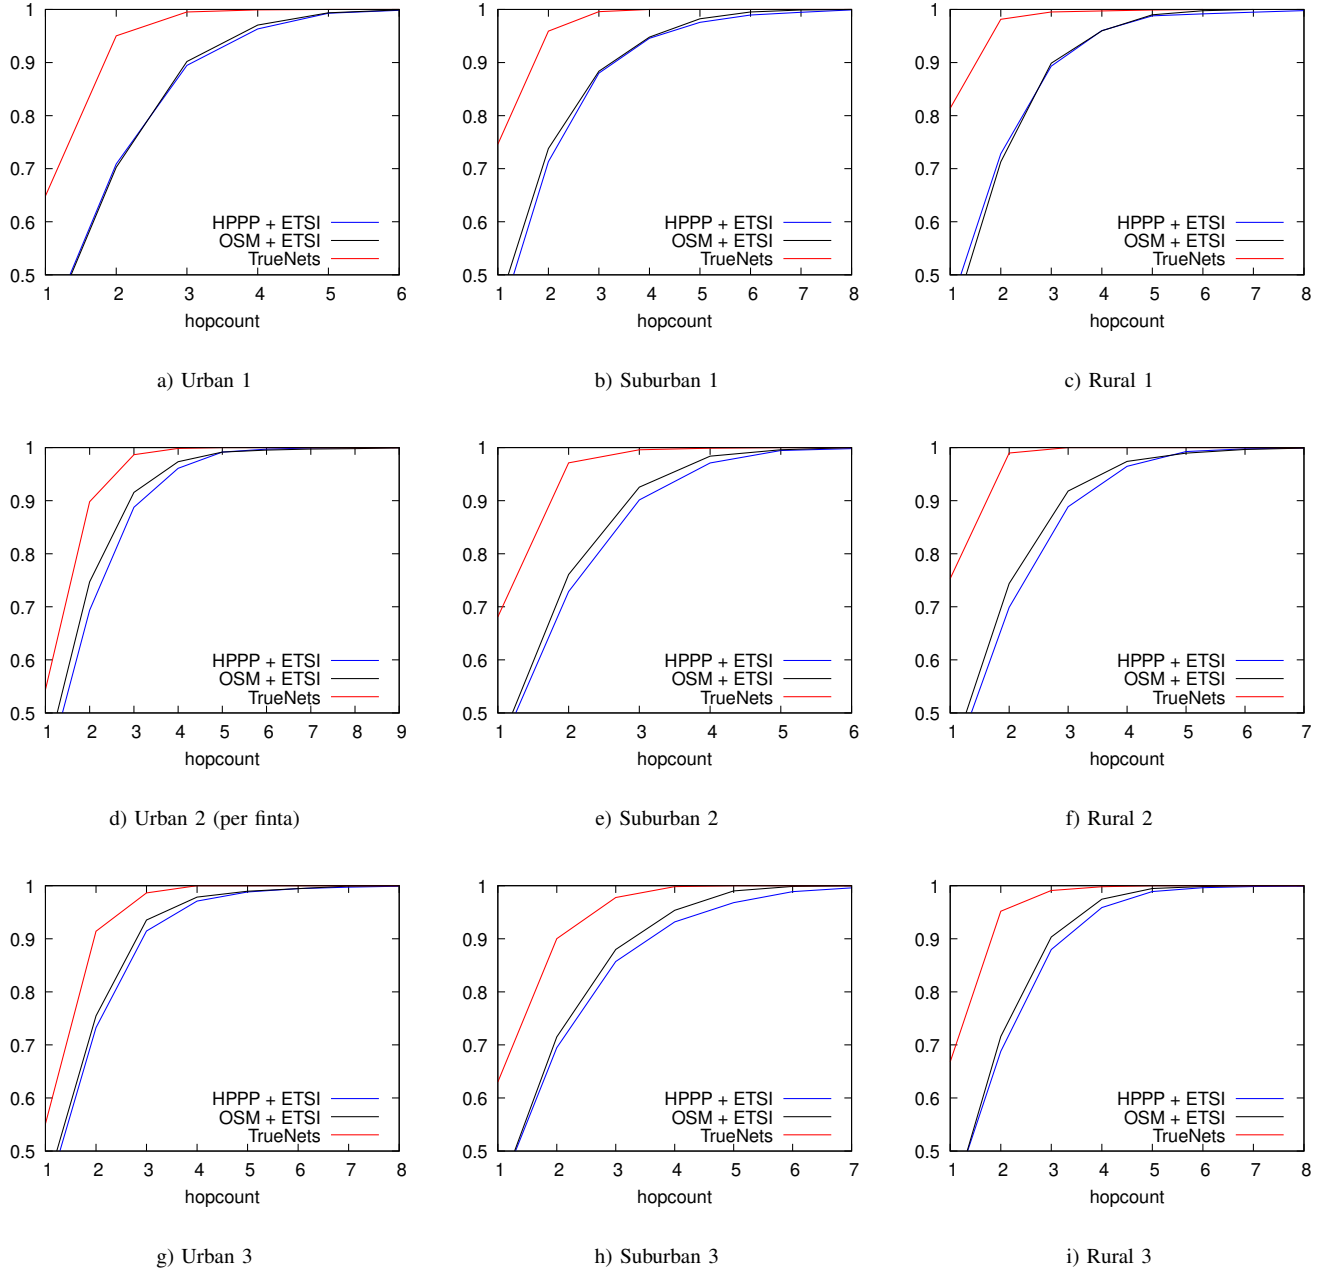 1
0.9
0.8
0.7
0.6
0.5
1 2 3 4 5 6
hopcount
HPPP + ETSI
OSM + ETSI
TrueNets
a) Urban 1
1
0.9
0.8
0.7
0.6
0.5
1 2 3 4 5 6 7 8
hopcount
HPPP + ETSI
OSM + ETSI
TrueNets
b) Suburban 1
1
0.9
0.8
0.7
0.6
0.5
1 2 3 4 5 6 7 8
hopcount
HPPP + ETSI
OSM + ETSI
TrueNets
c) Rural 1
1
0.9
0.8
0.7
0.6
0.5
1 2 3 4 5 6 7 8 9
hopcount
HPPP + ETSI
OSM + ETSI
TrueNets
d) Urban 2 (per finta)
1
0.9
0.8
0.7
0.6
0.5
1 2 3 4 5 6
hopcount
HPPP + ETSI
OSM + ETSI
TrueNets
e) Suburban 2
1
0.9
0.8
0.7
0.6
0.5
1 2 3 4 5 6 7
hopcount
HPPP + ETSI
OSM + ETSI
TrueNets
f) Rural 2
1
0.9
0.8
0.7
0.6
0.5
1 2 3 4 5 6 7 8
hopcount
HPPP + ETSI
OSM + ETSI
TrueNets
g) Urban 3
1
0.9
0.8
0.7
0.6
0.5
1 2 3 4 5 6 7
hopcount
HPPP + ETSI
OSM + ETSI
TrueNets
h) Suburban 3
1
0.9
0.8
0.7
0.6
0.5
1 2 3 4 5 6 7 8
hopcount
HPPP + ETSI
OSM + ETSI
TrueNets
i) Rural 3